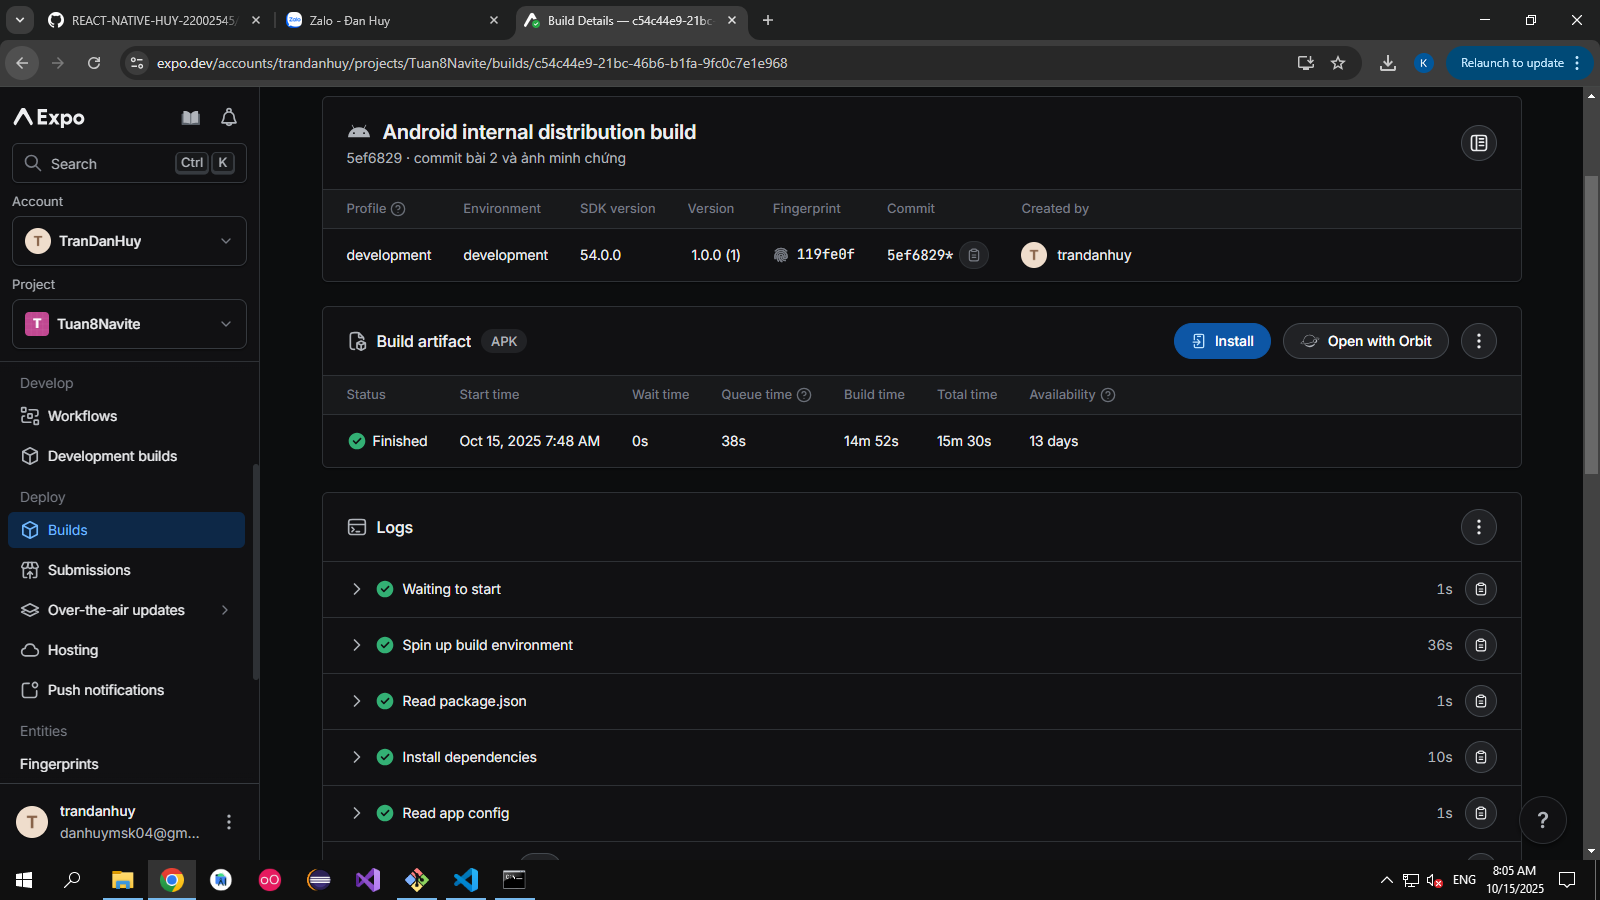 REACT-NATIVE-HUY-22002545/
Zalo - Đan Huy
Build Details — c54c44e9-21bc-
expo.dev/accounts/trandanhuy/projects/Tuan8Navite/builds/c54c44e9-21bc-46b6-b1fa-9fc0c7e1e968
K
Relaunch to update
Expo
Search
Ctrl K
Account
T TranDanHuy
Project
T Tuan8Navite
Develop
Workflows
Development builds
Deploy
Builds
Submissions
Over-the-air updates
Hosting
Push notifications
Entities
Fingerprints
T
trandanhuy
danhuymsk04@gm...
Android internal distribution build
5ef6829 · commit bài 2 và ảnh minh chứng
Profile Environment SDK version Version Fingerprint Commit Created by
development development 54.0.0 1.0.0 (1) 119fe0f 5ef6829* T trandanhuy
Build artifact APK
Install
Open with Orbit
Status Start time Wait time Queue time Build time Total time Availability
Finished Oct 15, 2025 7:48 AM 0s 38s 14m 52s 15m 30s 13 days
Logs
Waiting to start 1s
Spin up build environment 36s
Read package.json 1s
Install dependencies 10s
Read app config 1s
?
ENG
8:05 AM
10/15/2025